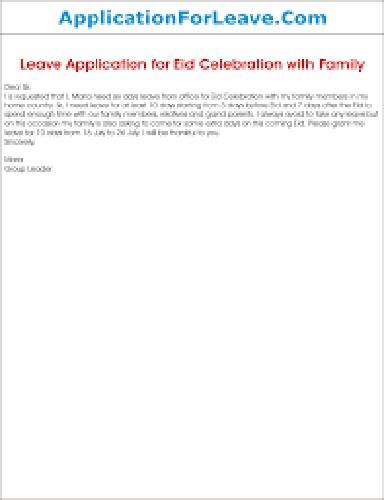 ApplicationForLeave.Com
Leave Application for Eid Celebration with Family
Dear Sir,
I is requested that I, Maria need six days leave from office for Eid Celebration with my family members in my
home country. Sir, I need leave for at least 10 days starting from 3 days before Eid and 7 days after the Eid to
spend enough time with our family members, relatives and grand parents. I always avoid to take any leave but
on this occasion my family is also asking to come for some extra days on this coming Eid. Please grant me
leave for 10 days from 16 July to 26 July. I will be thankful to you.
Sincerely,
Maria
Group Leader